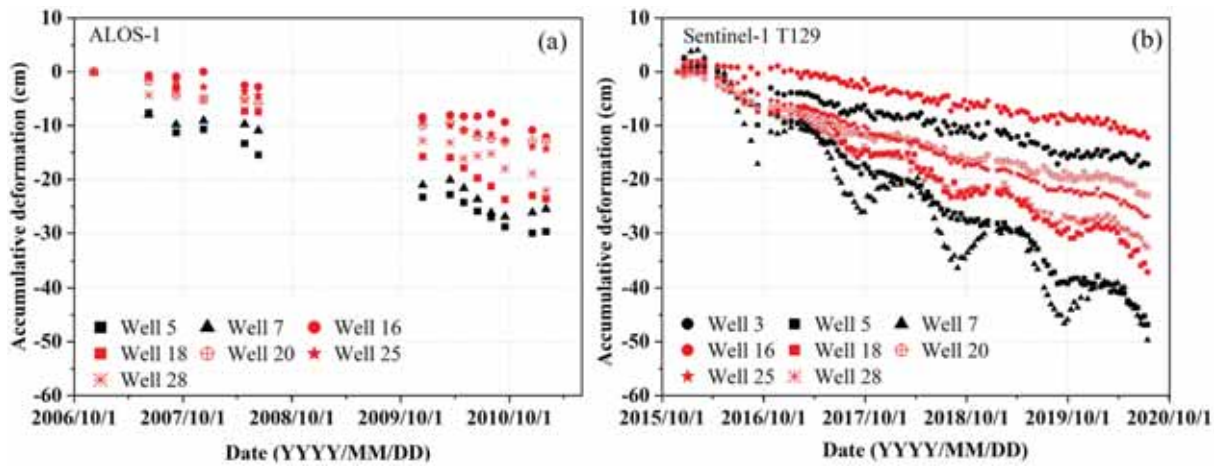 ALOS-1
(a)
Accumulative deformation (cm)
10
0
-10
-20
-30
-40
-50
-60
Well 5 Well 7 Well 16
Well 18 Well 20 Well 25
Well 28
2006/10/1 2007/10/1 2008/10/1 2009/10/1 2010/10/1
Date (YYYY/MM/DD)
Sentinel-1 T129
(b)
Accumulative deformation (cm)
10
0
-10
-20
-30
-40
-50
-60
Well 3 Well 5 Well 7
Well 16 Well 18 Well 20
Well 25 Well 28
2015/10/1 2016/10/1 2017/10/1 2018/10/1 2019/10/1 2020/10/1
Date (YYYY/MM/DD)